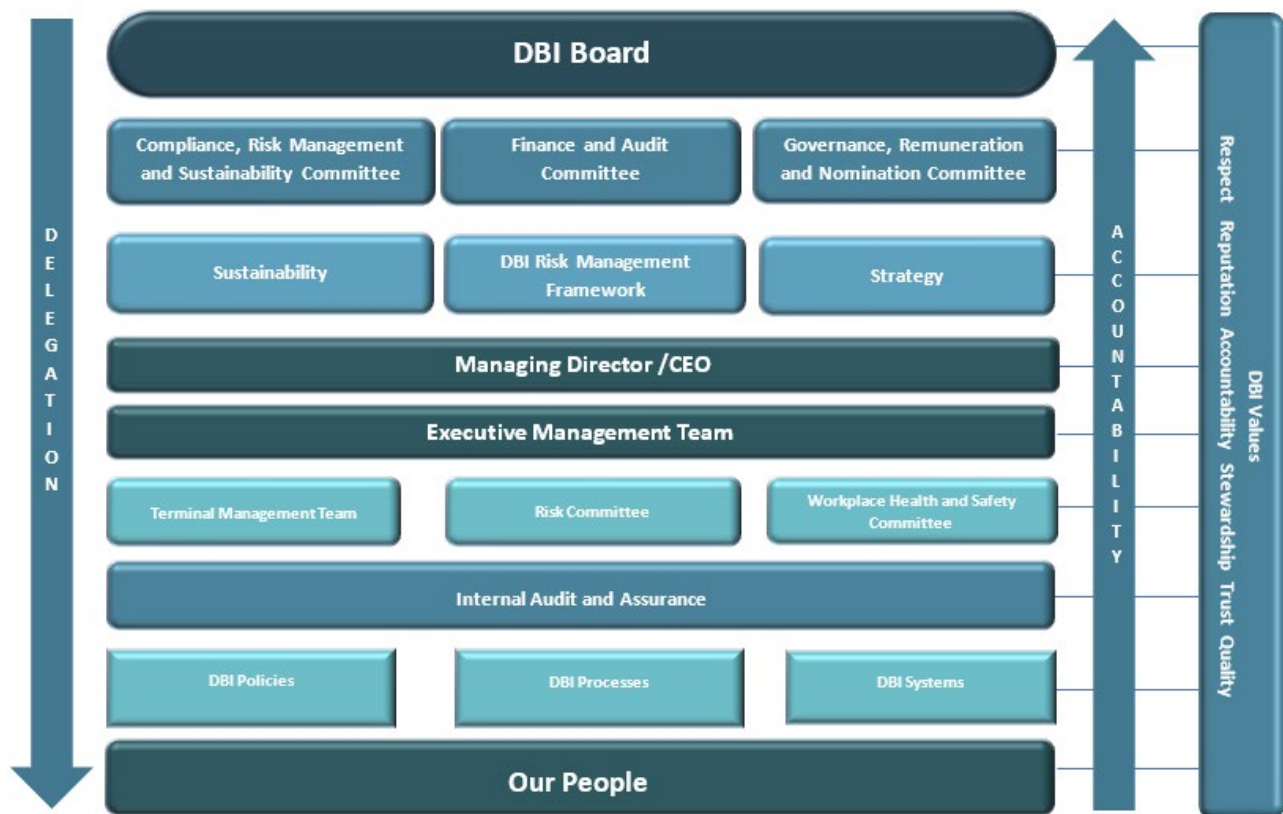 DBI Board
Compliance, Risk Management
and Sustainability Committee
Finance and Audit
Committee
Governance, Remuneration
and Nomination Committee
Sustainability
DBI Risk Management
Framework
Strategy
Managing Director /CEO
Executive Management Team
Terminal Management Team
Risk Committee
Workplace Health and Safety
Committee
Internal Audit and Assurance
DBI Policies
DBI Processes
DBI Systems
Our People
DELEGATION
ACCOUNTABILITY
DBI Values
Respect Reputation Accountability Stewardship Trust Quality